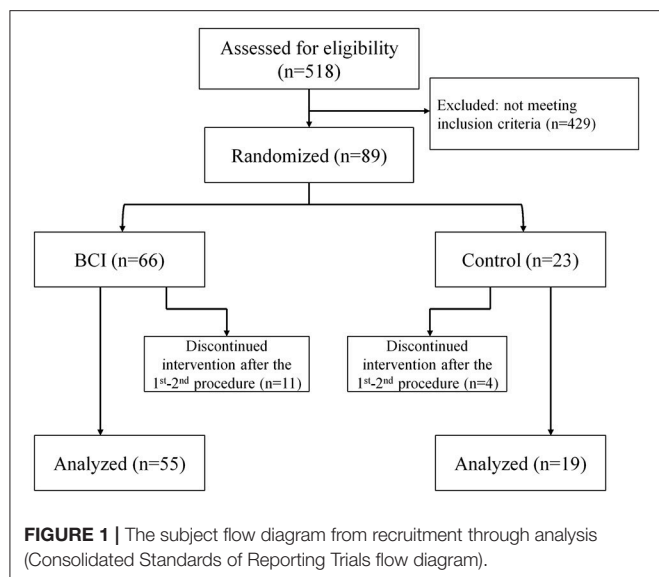 Assessed for eligibility
(n=518)
Excluded: not meeting
inclusion criteria (n=429)
Randomized (n=89)
BCI (n=66)
Control (n=23)
Discontinued
intervention after the
1st-2nd procedure (n=11)
Discontinued
intervention after the
1st-2nd procedure (n=4)
Analyzed (n=55)
Analyzed (n=19)
FIGURE 1 | The subject flow diagram from recruitment through analysis
(Consolidated Standards of Reporting Trials flow diagram).